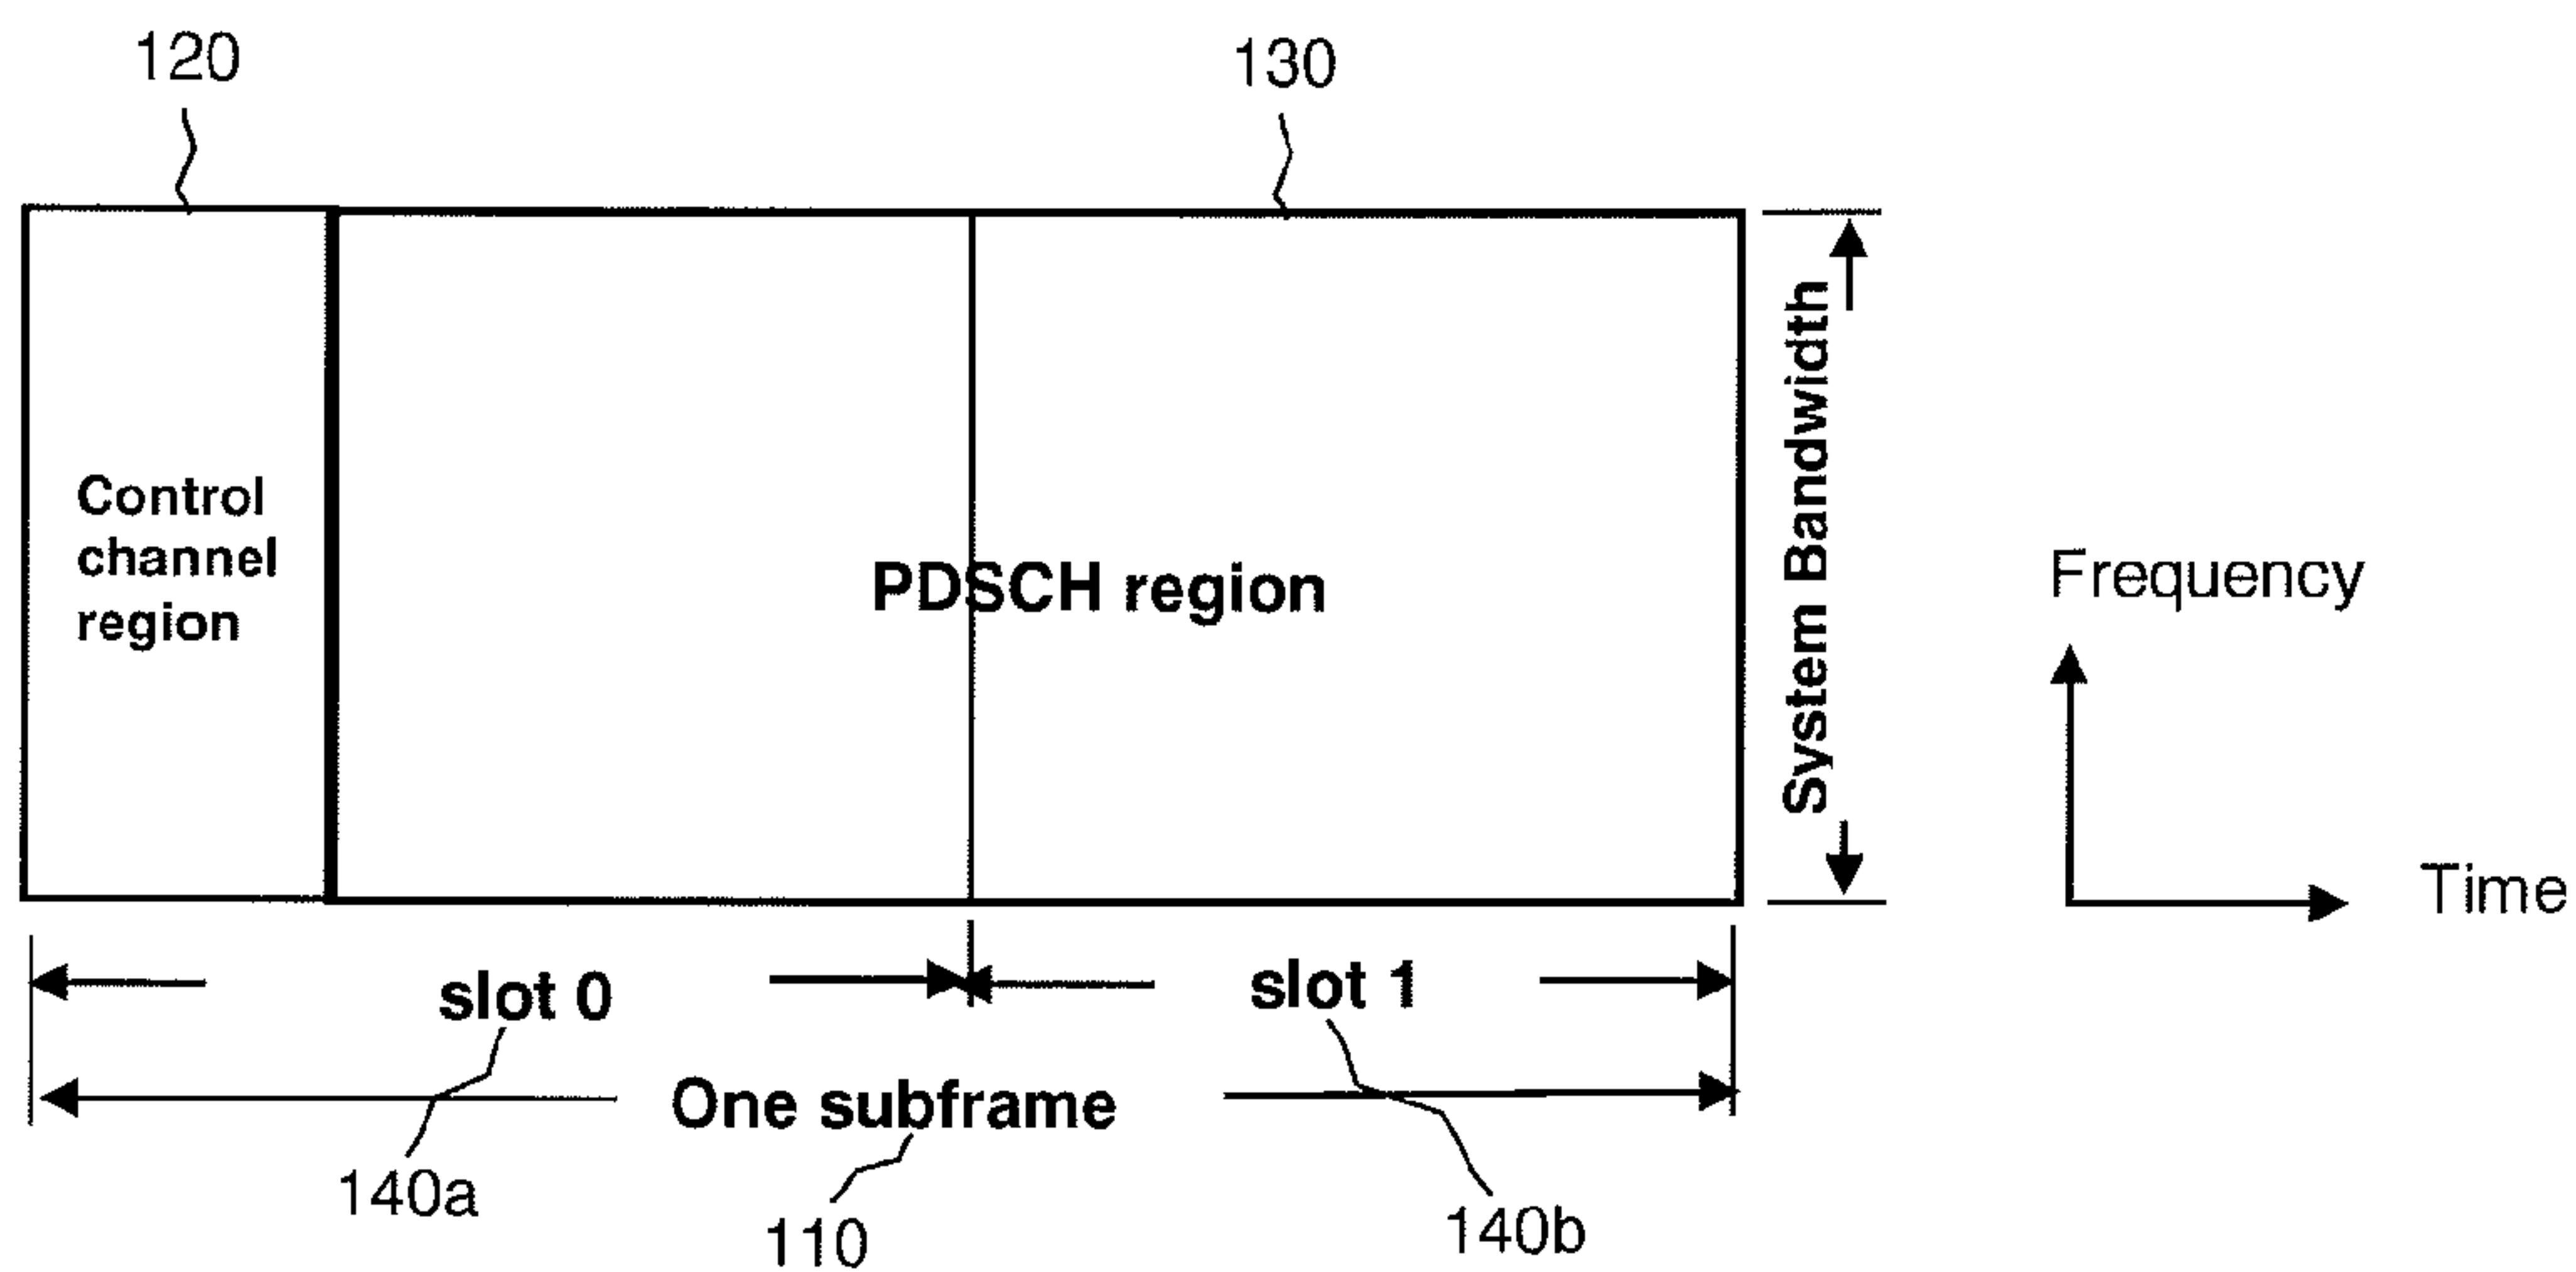 120
130
Control
channel
region
PDSCH region
System Bandwidth
Frequency
Time
slot 0
slot 1
One subframe
140a
110
140b